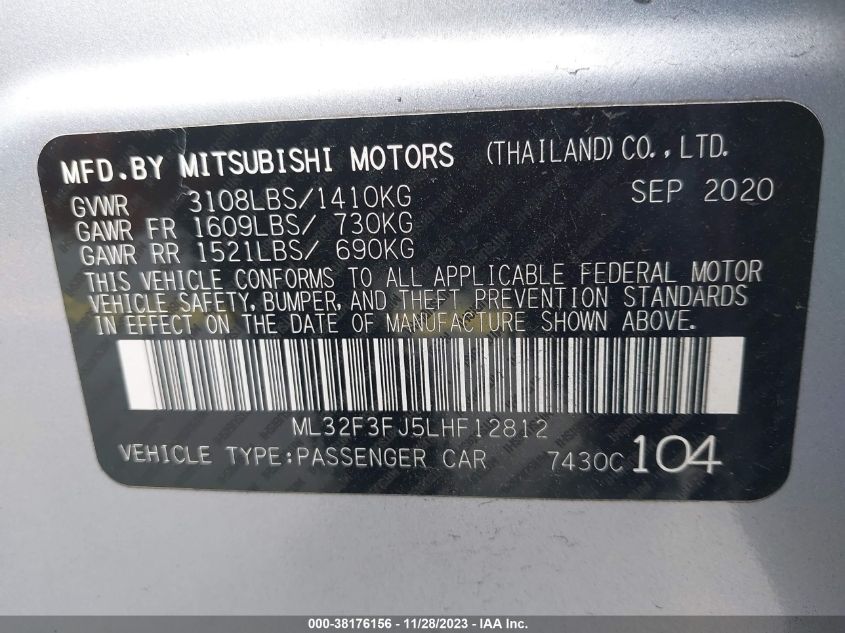 MFD.BY MITSUBISHI MOTORS (THAILAND) CO.,LTD.
GVWR 3108LBS/1410KG SEP 2020
GAWR FR 1609LBS/ 730KG
GAWR RR 1521LBS/ 690KG
THIS VEHICLE CONFORMS TO ALL APPLICABLE FEDERAL MOTOR
VEHICLE SAFETY, BUMPER, AND THEFT PREVENTION STANDARDS
IN EFFECT ON THE DATE OF MANUFACTURE SHOWN ABOVE.
ML32F3FJ5LHF12812
VEHICLE TYPE:PASSENGER CAR 7430C 104
000-38176156 — 11/28/2023 — IAA Inc.